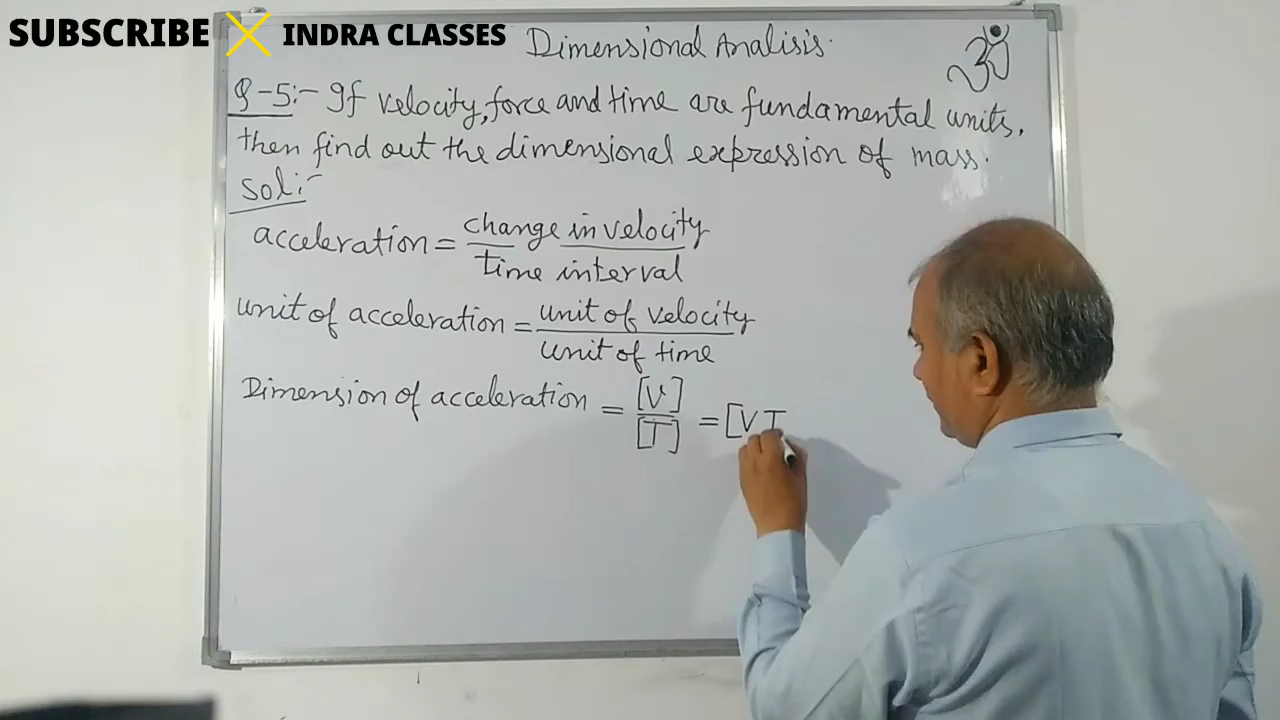 SUBSCRIBE INDRA CLASSES
Dimensional Analisis.
ॐ
Q-5:- If velocity, force and time are fundamental units,
then find out the dimensional expression of mass.
Sol:-
acceleration = change in velocity / time interval
unit of acceleration = unit of velocity / unit of time
Dimension of acceleration = [V] / [T] = [VT